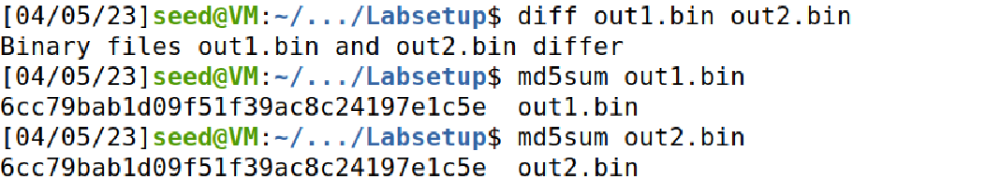 [04/05/23]seed@VM:~/.../Labsetup$ diff out1.bin out2.bin
Binary files out1.bin and out2.bin differ
[04/05/23]seed@VM:~/.../Labsetup$ md5sum out1.bin
6cc79bab1d09f51f39ac8c24197e1c5e  out1.bin
[04/05/23]seed@VM:~/.../Labsetup$ md5sum out2.bin
6cc79bab1d09f51f39ac8c24197e1c5e  out2.bin